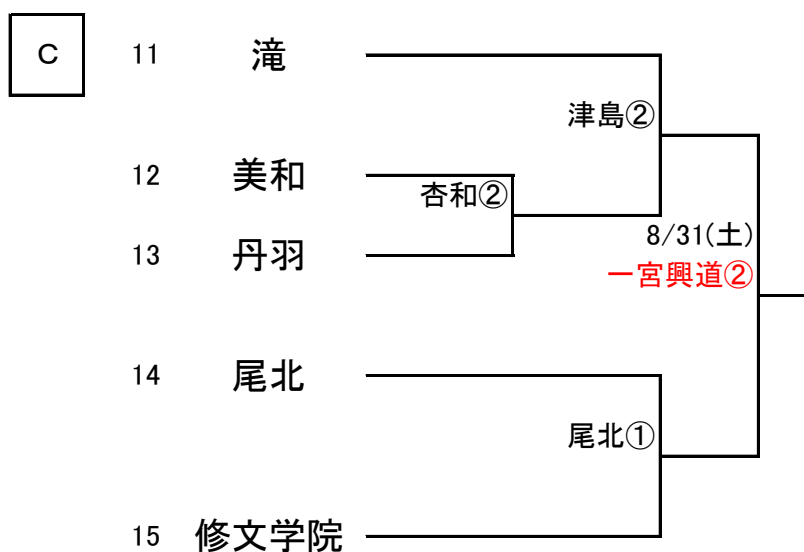 C
11 滝
津島②
12 美和
杏和②
13 丹羽
8/31(土)
一宮興道②
14 尾北
尾北①
15 修文学院